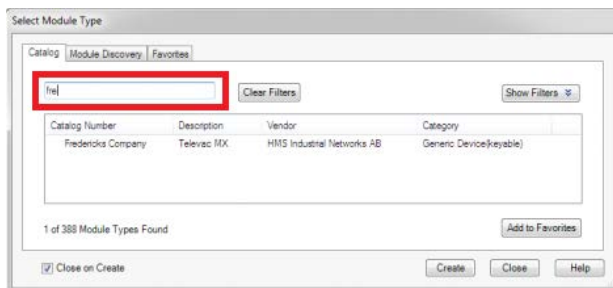 Select Module Type
Catalog Module Discovery Favorites
fre
Clear Filters
Show Filters
Catalog Number Description Vendor Category
Fredericks Company Televac MX HMS Industrial Networks AB Generic Device(keyable)
1 of 388 Module Types Found
Add to Favorites
Close on Create
Create Close Help